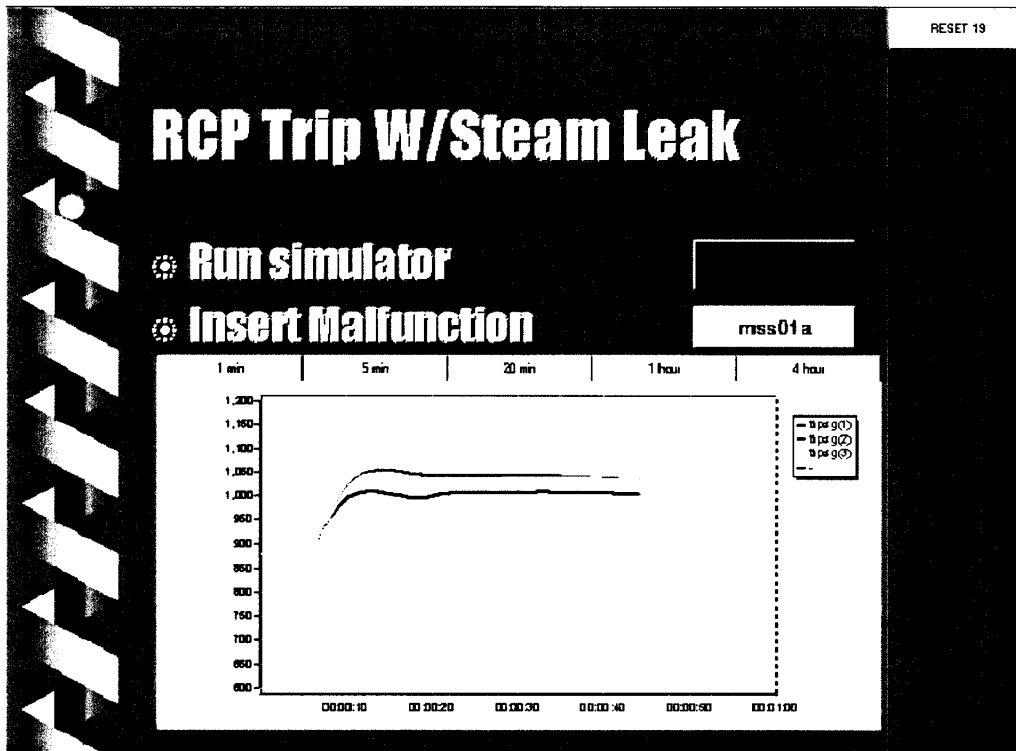 RESET 19
RCP Trip W/Steam Leak
Run simulator
Insert Malfunction
mss01a
1 min 5 min 20 min 1 hour 4 hour
1,200
1,150
1,100
1,050
1,000
950
900
850
800
750
700
650
600
00:00:10 00:00:20 00:00:30 00:00:40 00:00:50 00:01:00